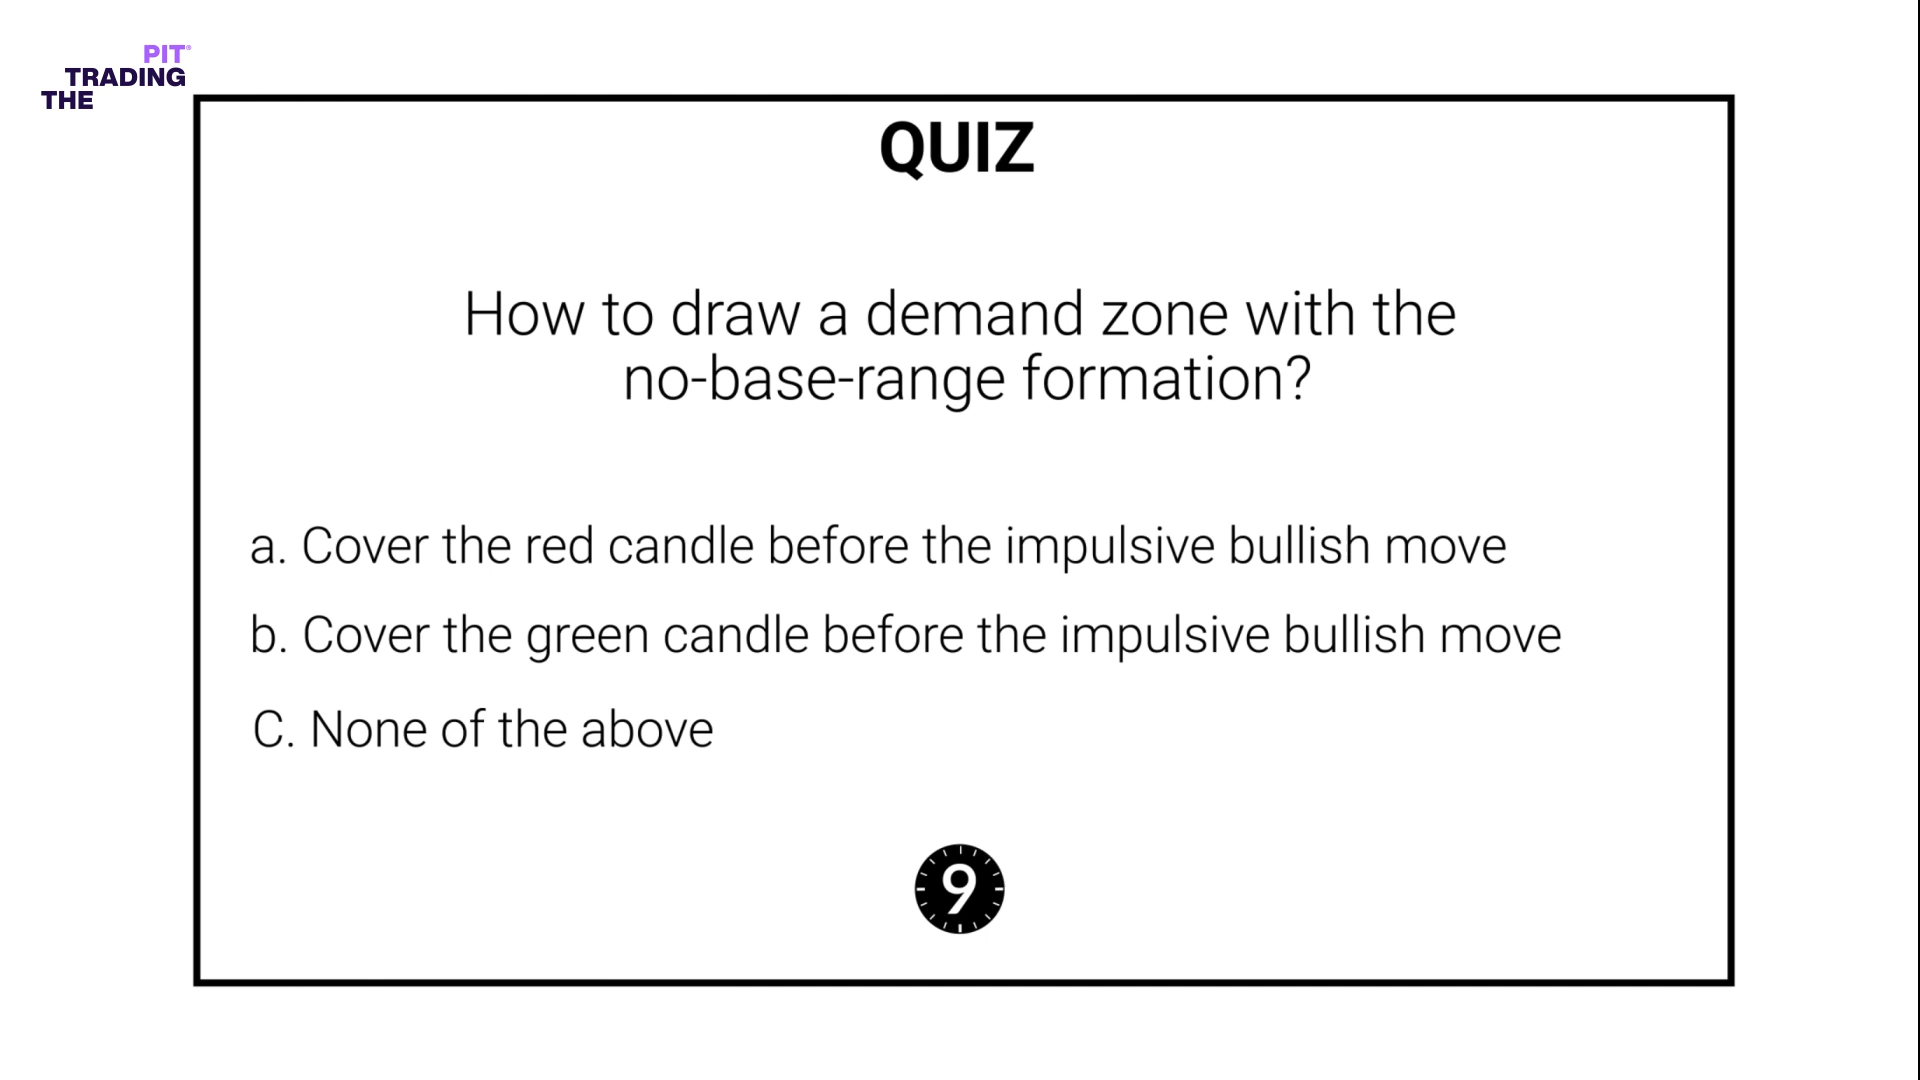 PIT®
TRADING
THE
QUIZ
How to draw a demand zone with the
no-base-range formation?
a. Cover the red candle before the impulsive bullish move
b. Cover the green candle before the impulsive bullish move
C. None of the above
9